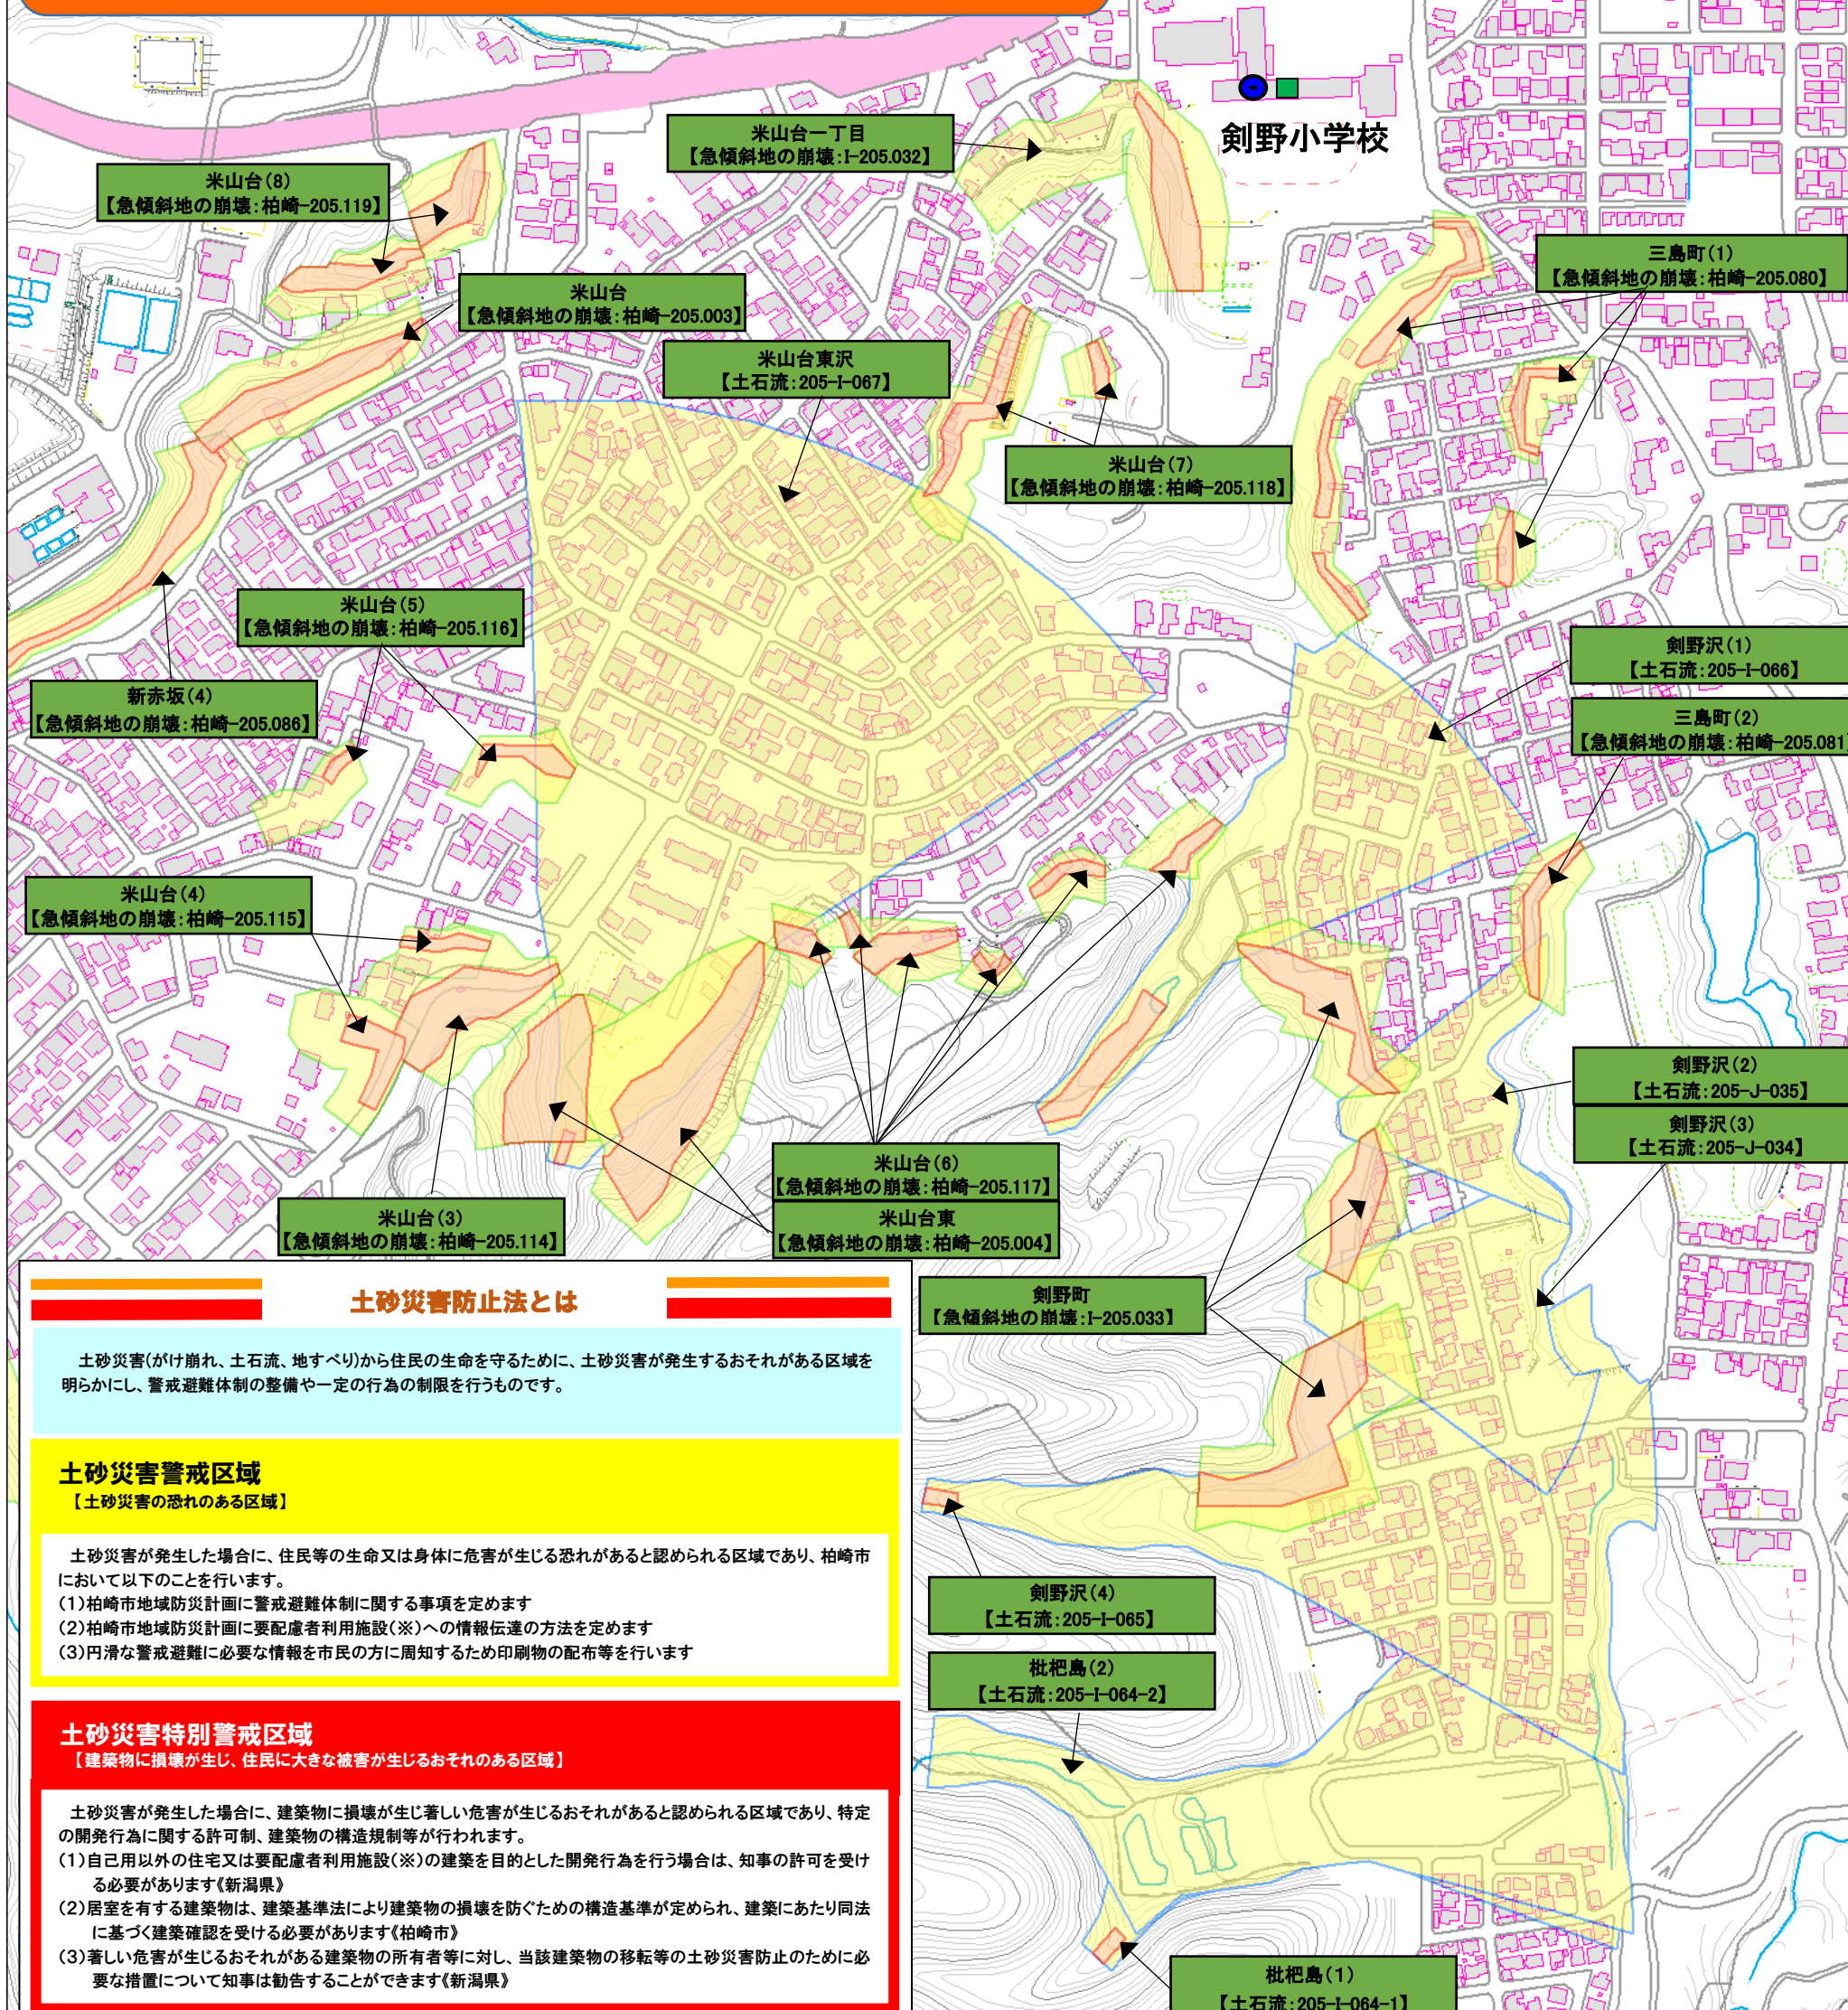 剣野小学校
米山台一丁目
【急傾斜地の崩壊:I-205.032】
米山台(8)
【急傾斜地の崩壊:柏崎-205.119】
三島町(1)
【急傾斜地の崩壊:柏崎-205.080】
米山台
【急傾斜地の崩壊:柏崎-205.003】
米山台東沢
【土石流:205-I-067】
米山台(7)
【急傾斜地の崩壊:柏崎-205.118】
米山台(5)
【急傾斜地の崩壊:柏崎-205.116】
剣野沢(1)
【土石流:205-I-066】
新赤坂(4)
【急傾斜地の崩壊:柏崎-205.086】
三島町(2)
【急傾斜地の崩壊:柏崎-205.081】
米山台(4)
【急傾斜地の崩壊:柏崎-205.115】
剣野沢(2)
【土石流:205-J-035】
剣野沢(3)
【土石流:205-J-034】
米山台(6)
【急傾斜地の崩壊:柏崎-205.117】
米山台(3)
【急傾斜地の崩壊:柏崎-205.114】
米山台東
【急傾斜地の崩壊:柏崎-205.004】
剣野町
【急傾斜地の崩壊:I-205.033】
剣野沢(4)
【土石流:205-I-065】
枇杷島(2)
【土石流:205-I-064-2】
枇杷島(1)
【土石流:205-I-064-1】
土砂災害防止法とは
土砂災害(がけ崩れ、土石流、地すべり)から住民の生命を守るために、土砂災害が発生するおそれがある区域を
明らかにし、警戒避難体制の整備や一定の行為の制限を行うものです。
土砂災害警戒区域
【土砂災害の恐れのある区域】
土砂災害が発生した場合に、住民等の生命又は身体に危害が生じる恐れがあると認められる区域であり、柏崎市
において以下のことを行います。
(1)柏崎市地域防災計画に警戒避難体制に関する事項を定めます
(2)柏崎市地域防災計画に要配慮者利用施設(※)への情報伝達の方法を定めます
(3)円滑な警戒避難に必要な情報を市民の方に周知するため印刷物の配布等を行います
土砂災害特別警戒区域
【建築物に損壊が生じ、住民に大きな被害が生じるおそれのある区域】
土砂災害が発生した場合に、建築物に損壊が生じ著しい危害が生じるおそれがあると認められる区域であり、特定
の開発行為に関する許可制、建築物の構造規制等が行われます。
(1)自己用以外の住宅又は要配慮者利用施設(※)の建築を目的とした開発行為を行う場合は、知事の許可を受け
る必要があります《新潟県》
(2)居室を有する建築物は、建築基準法により建築物の損壊を防ぐための構造基準が定められ、建築にあたり同法
に基づく建築確認を受ける必要があります《柏崎市》
(3)著しい危害が生じるおそれがある建築物の所有者等に対し、当該建築物の移転等の土砂災害防止のために必
要な措置について知事は勧告することができます《新潟県》